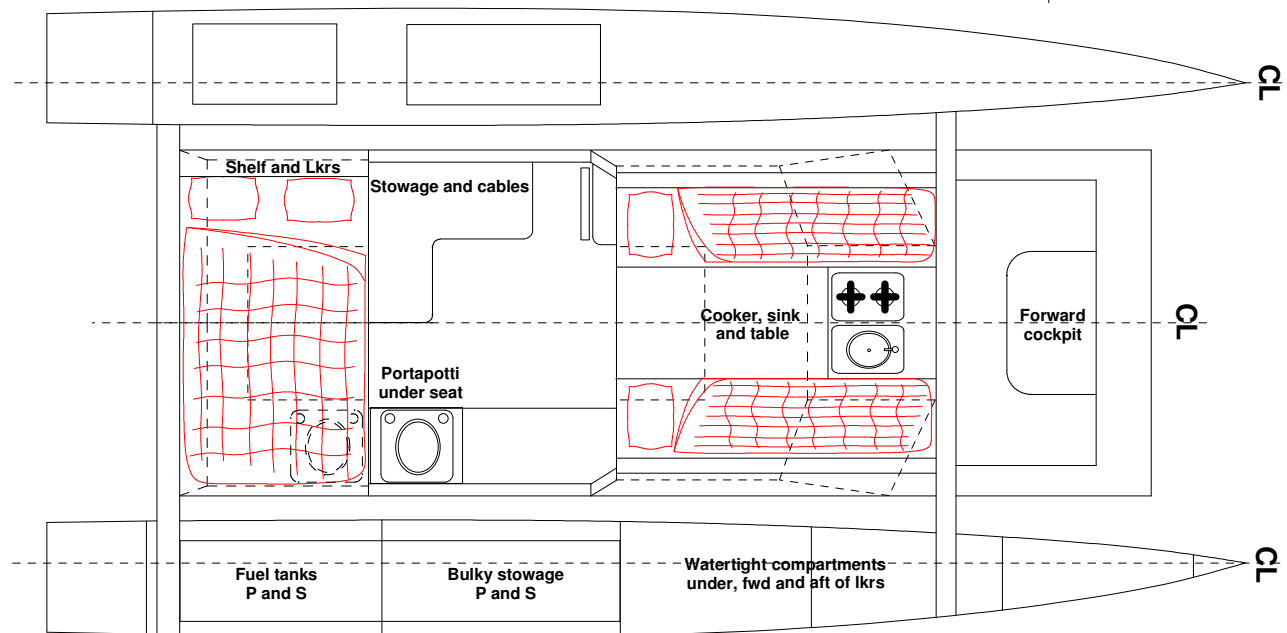 CL
Shelf and Lkrs
Stowage and cables
Cooker, sink
and table
Forward
cockpit
CL
Portapotti
under seat
Fuel tanks
P and S
Bulky stowage
P and S
Watertight compartments
under, fwd and aft of lkrs
CL